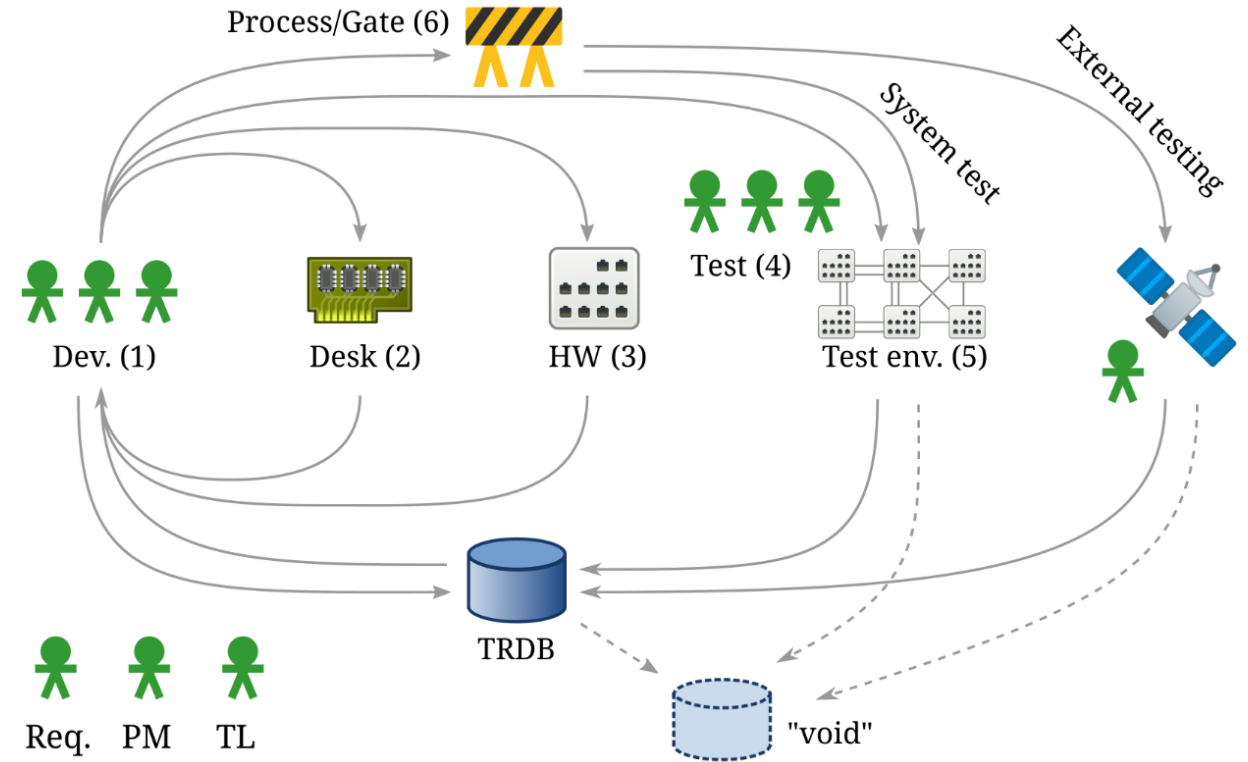 Process/Gate (6)
External testing
System test
Test (4)
Dev. (1)
Desk (2)
HW (3)
Test env. (5)
TRDB
Req.
PM
TL
"void"